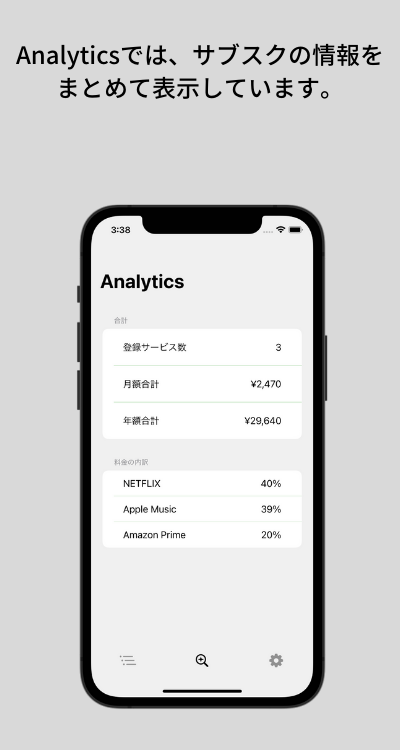 Analyticsでは、サブスクの情報を
まとめて表示しています。
3:38
Analytics
合計
登録サービス数 3
月額合計 ¥2,470
年額合計 ¥29,640
料金の内訳
NETFLIX 40%
Apple Music 39%
Amazon Prime 20%